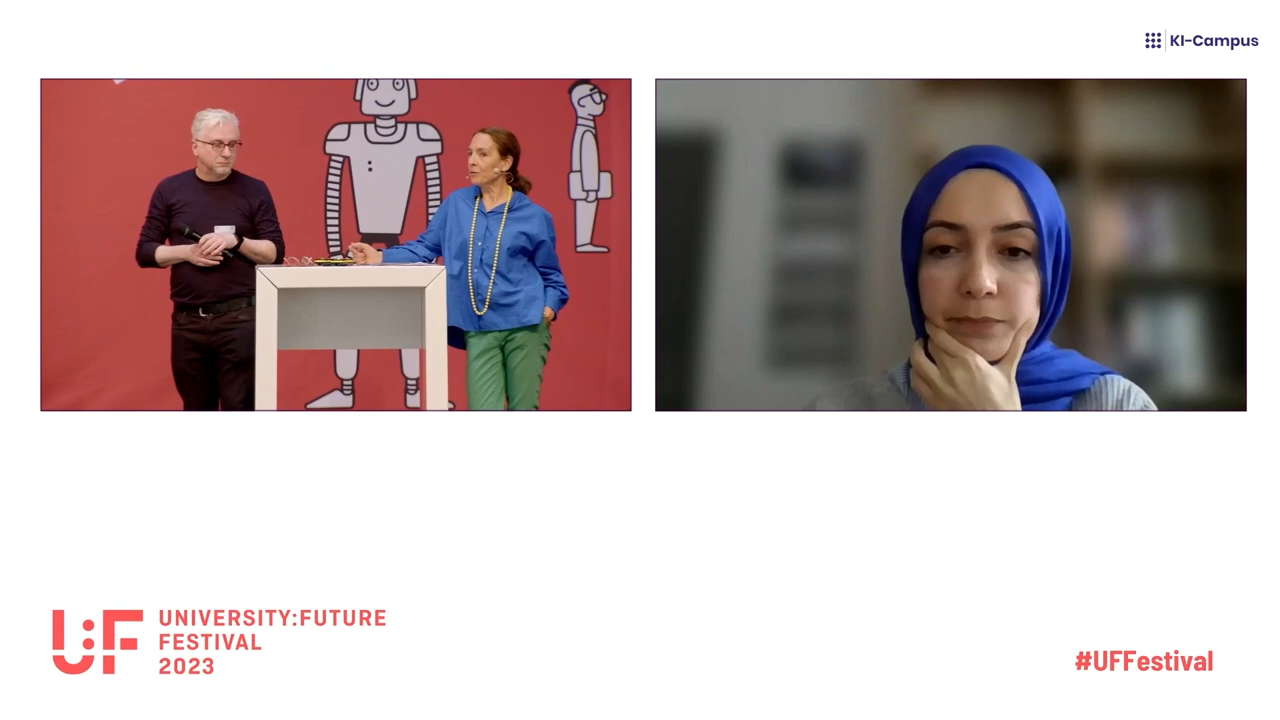 KI-Campus
U:F
UNIVERSITY:FUTURE
FESTIVAL
2023
#UFFestival